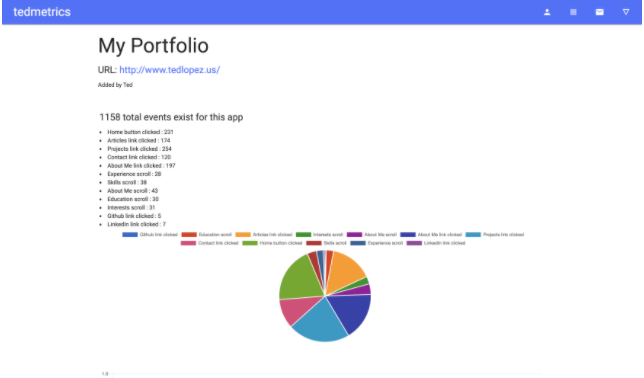 tedmetrics
My Portfolio
URL: http://www.tedlopez.us/
Added by Ted
1158 total events exist for this app
Home button clicked : 231
Articles link clicked : 174
Projects link clicked : 254
Contact link clicked : 120
About Me link clicked : 197
Experience scroll : 28
Skills scroll : 38
About Me scroll : 43
Education scroll : 30
Interests scroll : 31
Github link clicked : 5
LinkedIn link clicked : 7
Github link clicked Education scroll Articles link clicked Interests scroll About Me scroll About Me link clicked Projects link clicked
Contact link clicked Home button clicked Skills scroll Experience scroll LinkedIn link clicked
1.0